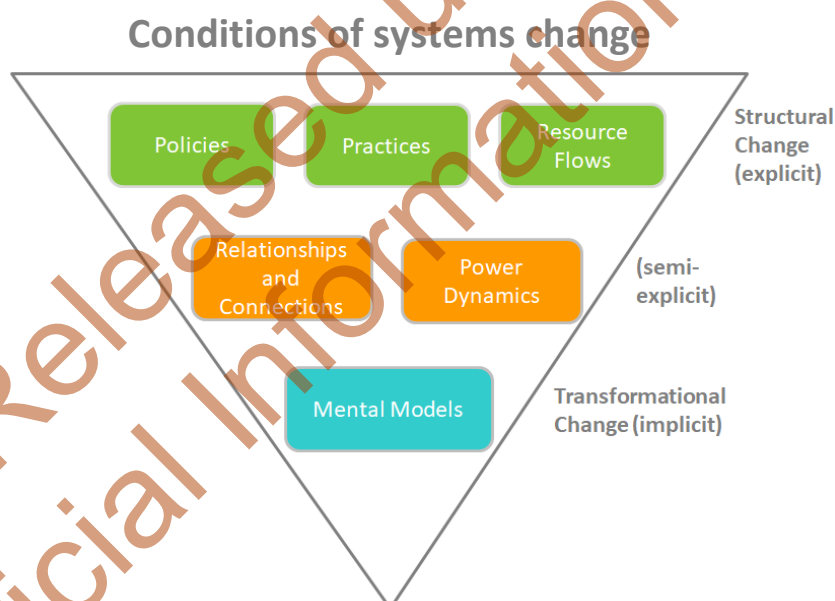 Conditions of systems change
Policies
Practices
Resource
Flows
Structural
Change
(explicit)
Relationships
and
Connections
Power
Dynamics
(semi-
explicit)
Mental Models
Transformational
Change (implicit)
Released
Information